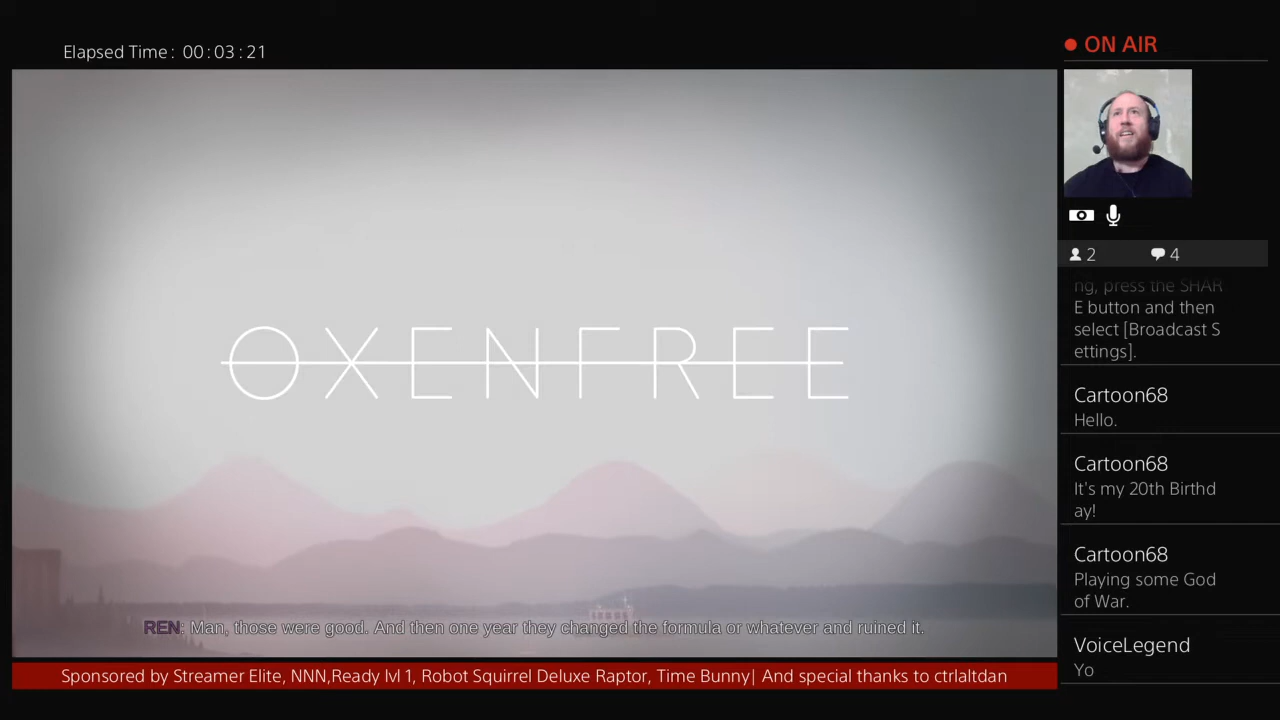 Elapsed Time: 00:03:21
ON AIR
2 4
ng, press the SHAR
E button and then
select [Broadcast S
ettings].
Cartoon68
Hello.
Cartoon68
It's my 20th Birthd
ay!
Cartoon68
Playing some God
of War.
VoiceLegend
Yo
OXENFREE
REN: Man, those were good. And then one year they changed the formula or whatever and ruined it.
Sponsored by Streamer Elite, NNN,Ready lvl 1, Robot Squirrel Deluxe Raptor, Time Bunny| And special thanks to ctrlaltdan